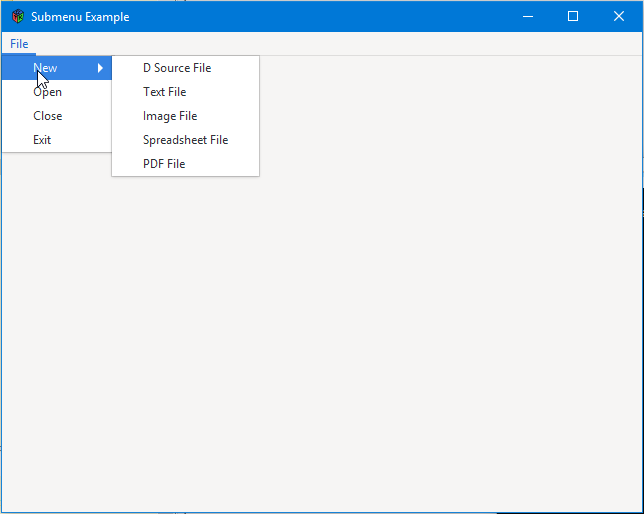 Submenu Example
File
New
Open
Close
Exit
D Source File
Text File
Image File
Spreadsheet File
PDF File